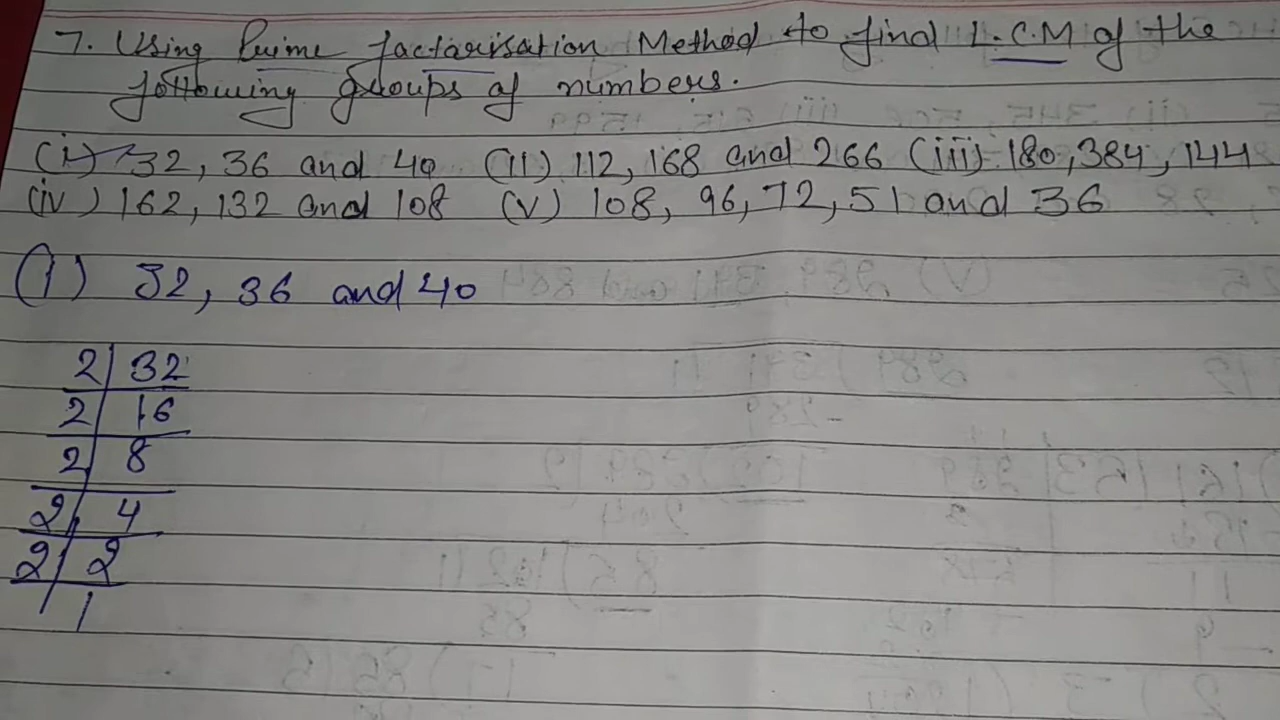 7. Using Prime factorisation Method to find L.C.M of the
following groups of numbers.
(i) 32, 36 and 40 (II) 112, 168 and 266 (iii) 180, 384, 144
(iv) 162, 132 and 108 (V) 108, 96, 72, 51 and 36
(1) 32, 36 and 40
2 32
2 16
2 8
2 4
2 2
1